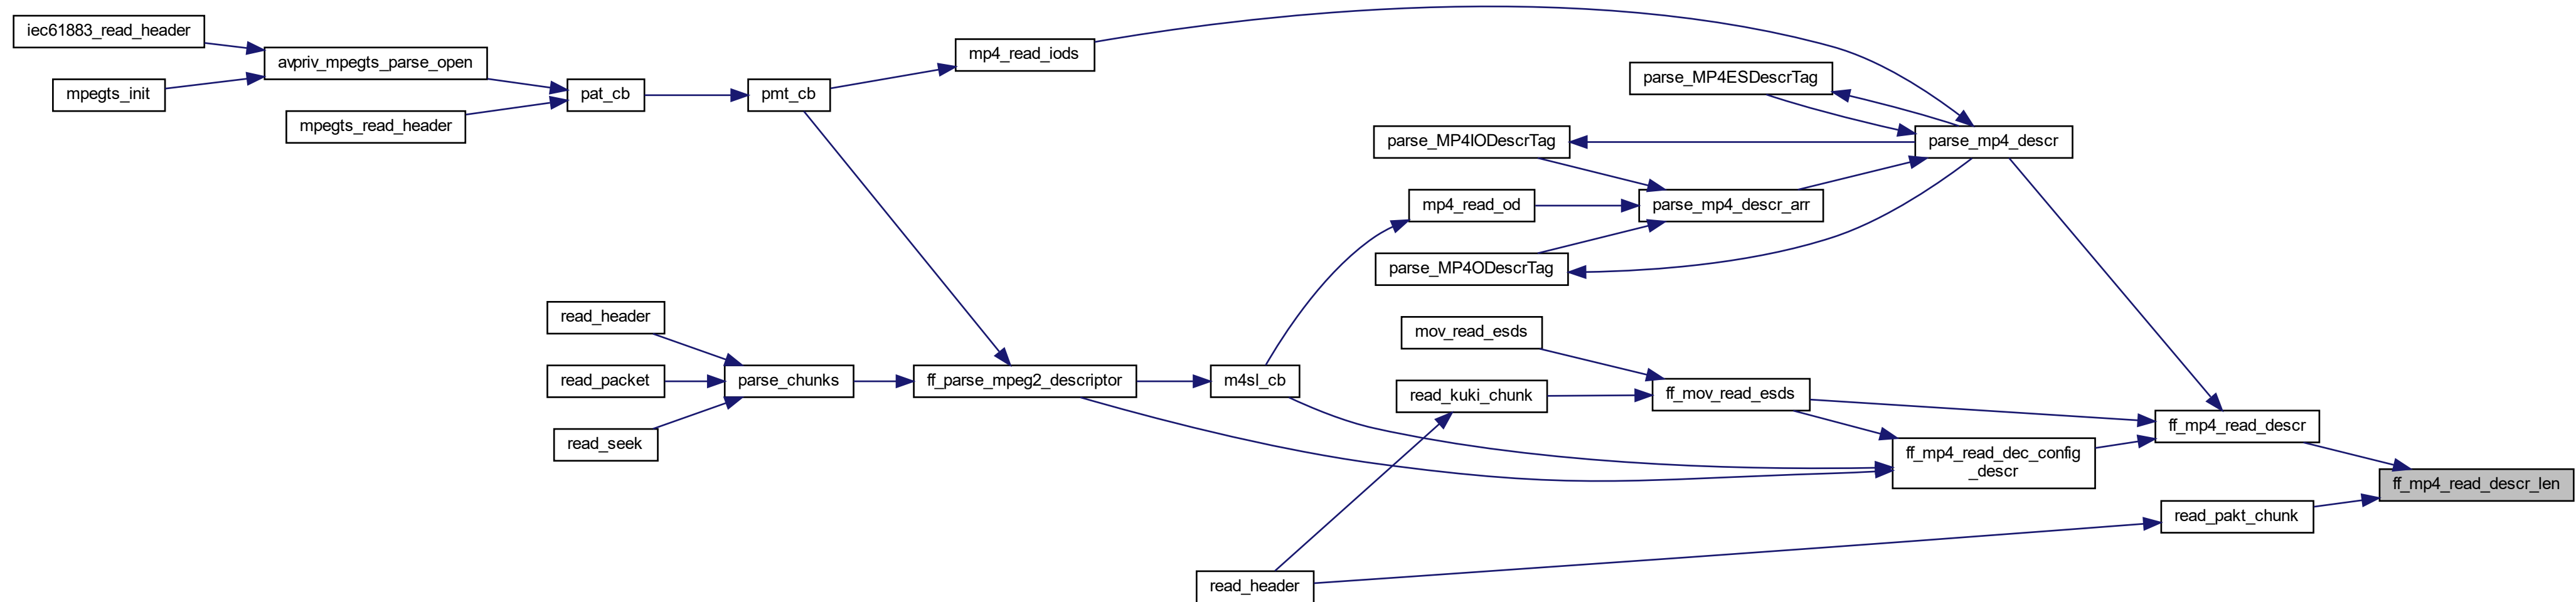 iec61883_read_header
avpriv_mpegts_parse_open
mpegts_init
mpegts_read_header
pat_cb
pmt_cb
mp4_read_iods
parse_MP4ESDescrTag
parse_MP4IODescrTag
parse_mp4_descr
mp4_read_od
parse_mp4_descr_arr
parse_MP4ODescrTag
read_header
read_packet
read_seek
parse_chunks
ff_parse_mpeg2_descriptor
m4sl_cb
mov_read_esds
read_kuki_chunk
ff_mov_read_esds
ff_mp4_read_dec_config
_descr
ff_mp4_read_descr
ff_mp4_read_descr_len
read_pakt_chunk
read_header